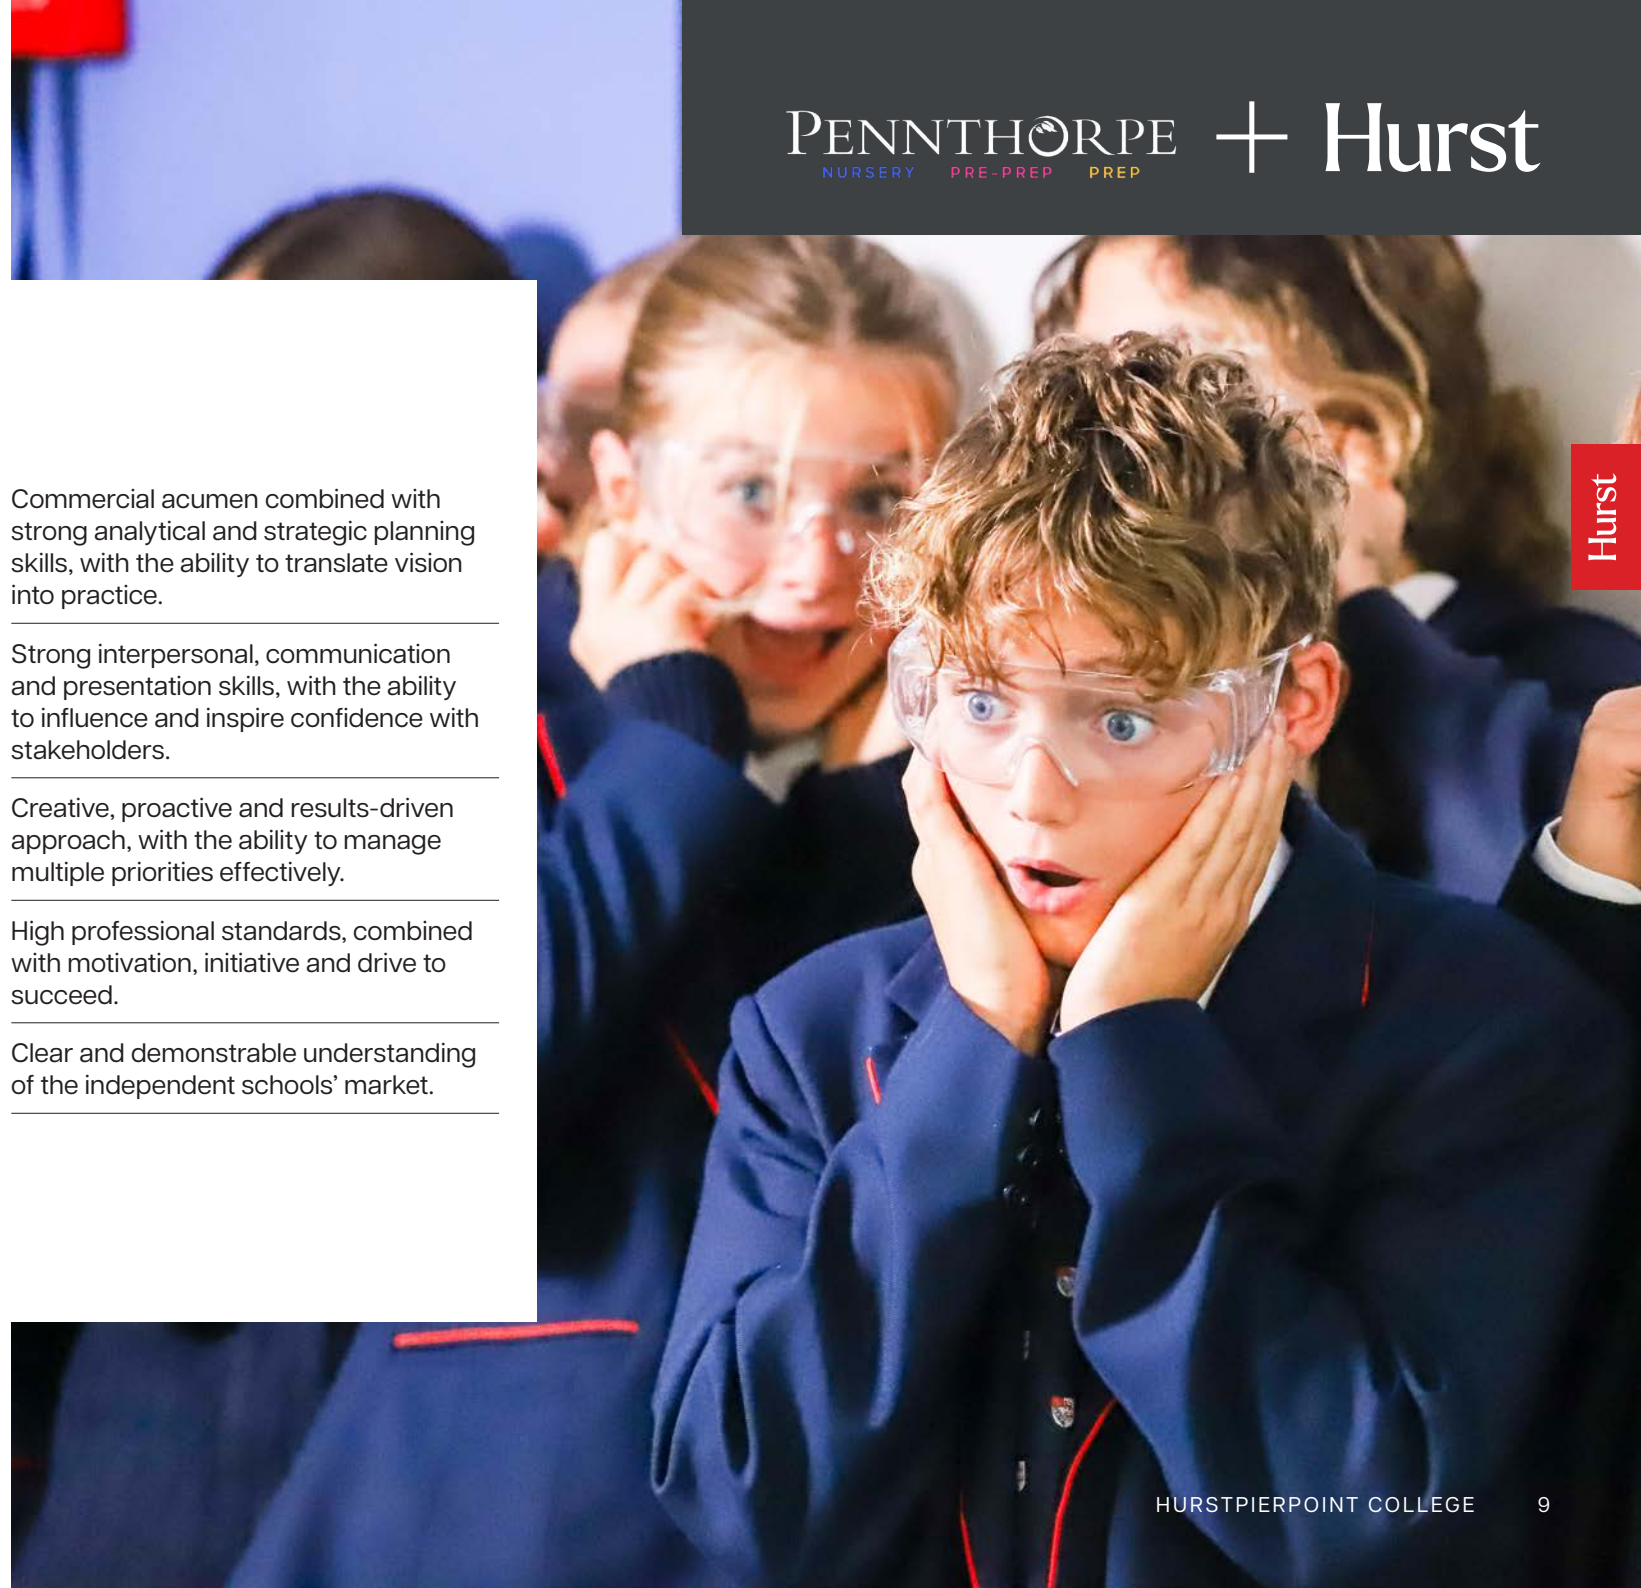 PENNTHORPE + Hurst
NURSERY PRE-PREP PREP
Hurst
Commercial acumen combined with
strong analytical and strategic planning
skills, with the ability to translate vision
into practice.
Strong interpersonal, communication
and presentation skills, with the ability
to influence and inspire confidence with
stakeholders.
Creative, proactive and results-driven
approach, with the ability to manage
multiple priorities effectively.
High professional standards, combined
with motivation, initiative and drive to
succeed.
Clear and demonstrable understanding
of the independent schools’ market.
HURSTPIERPOINT COLLEGE 9